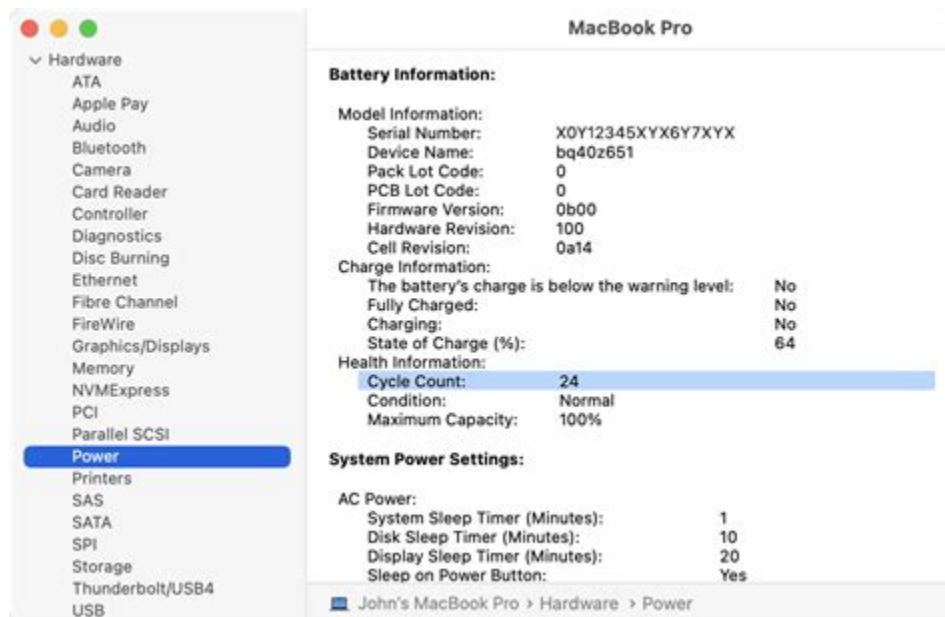 MacBook Pro
Hardware
ATA
Apple Pay
Audio
Bluetooth
Camera
Card Reader
Controller
Diagnostics
Disc Burning
Ethernet
Fibre Channel
FireWire
Graphics/Displays
Memory
NVMExpress
PCI
Parallel SCSI
Power
Printers
SAS
SATA
SPI
Storage
Thunderbolt/USB4
USB
Battery Information:
Model Information:
Serial Number: X0Y12345XYX6Y7XYX
Device Name: bq40z651
Pack Lot Code: 0
PCB Lot Code: 0
Firmware Version: 0b00
Hardware Revision: 100
Cell Revision: 0a14
Charge Information:
The battery's charge is below the warning level: No
Fully Charged: No
Charging: No
State of Charge (%): 64
Health Information:
Cycle Count: 24
Condition: Normal
Maximum Capacity: 100%
System Power Settings:
AC Power:
System Sleep Timer (Minutes): 1
Disk Sleep Timer (Minutes): 10
Display Sleep Timer (Minutes): 20
Sleep on Power Button: Yes
John's MacBook Pro › Hardware › Power